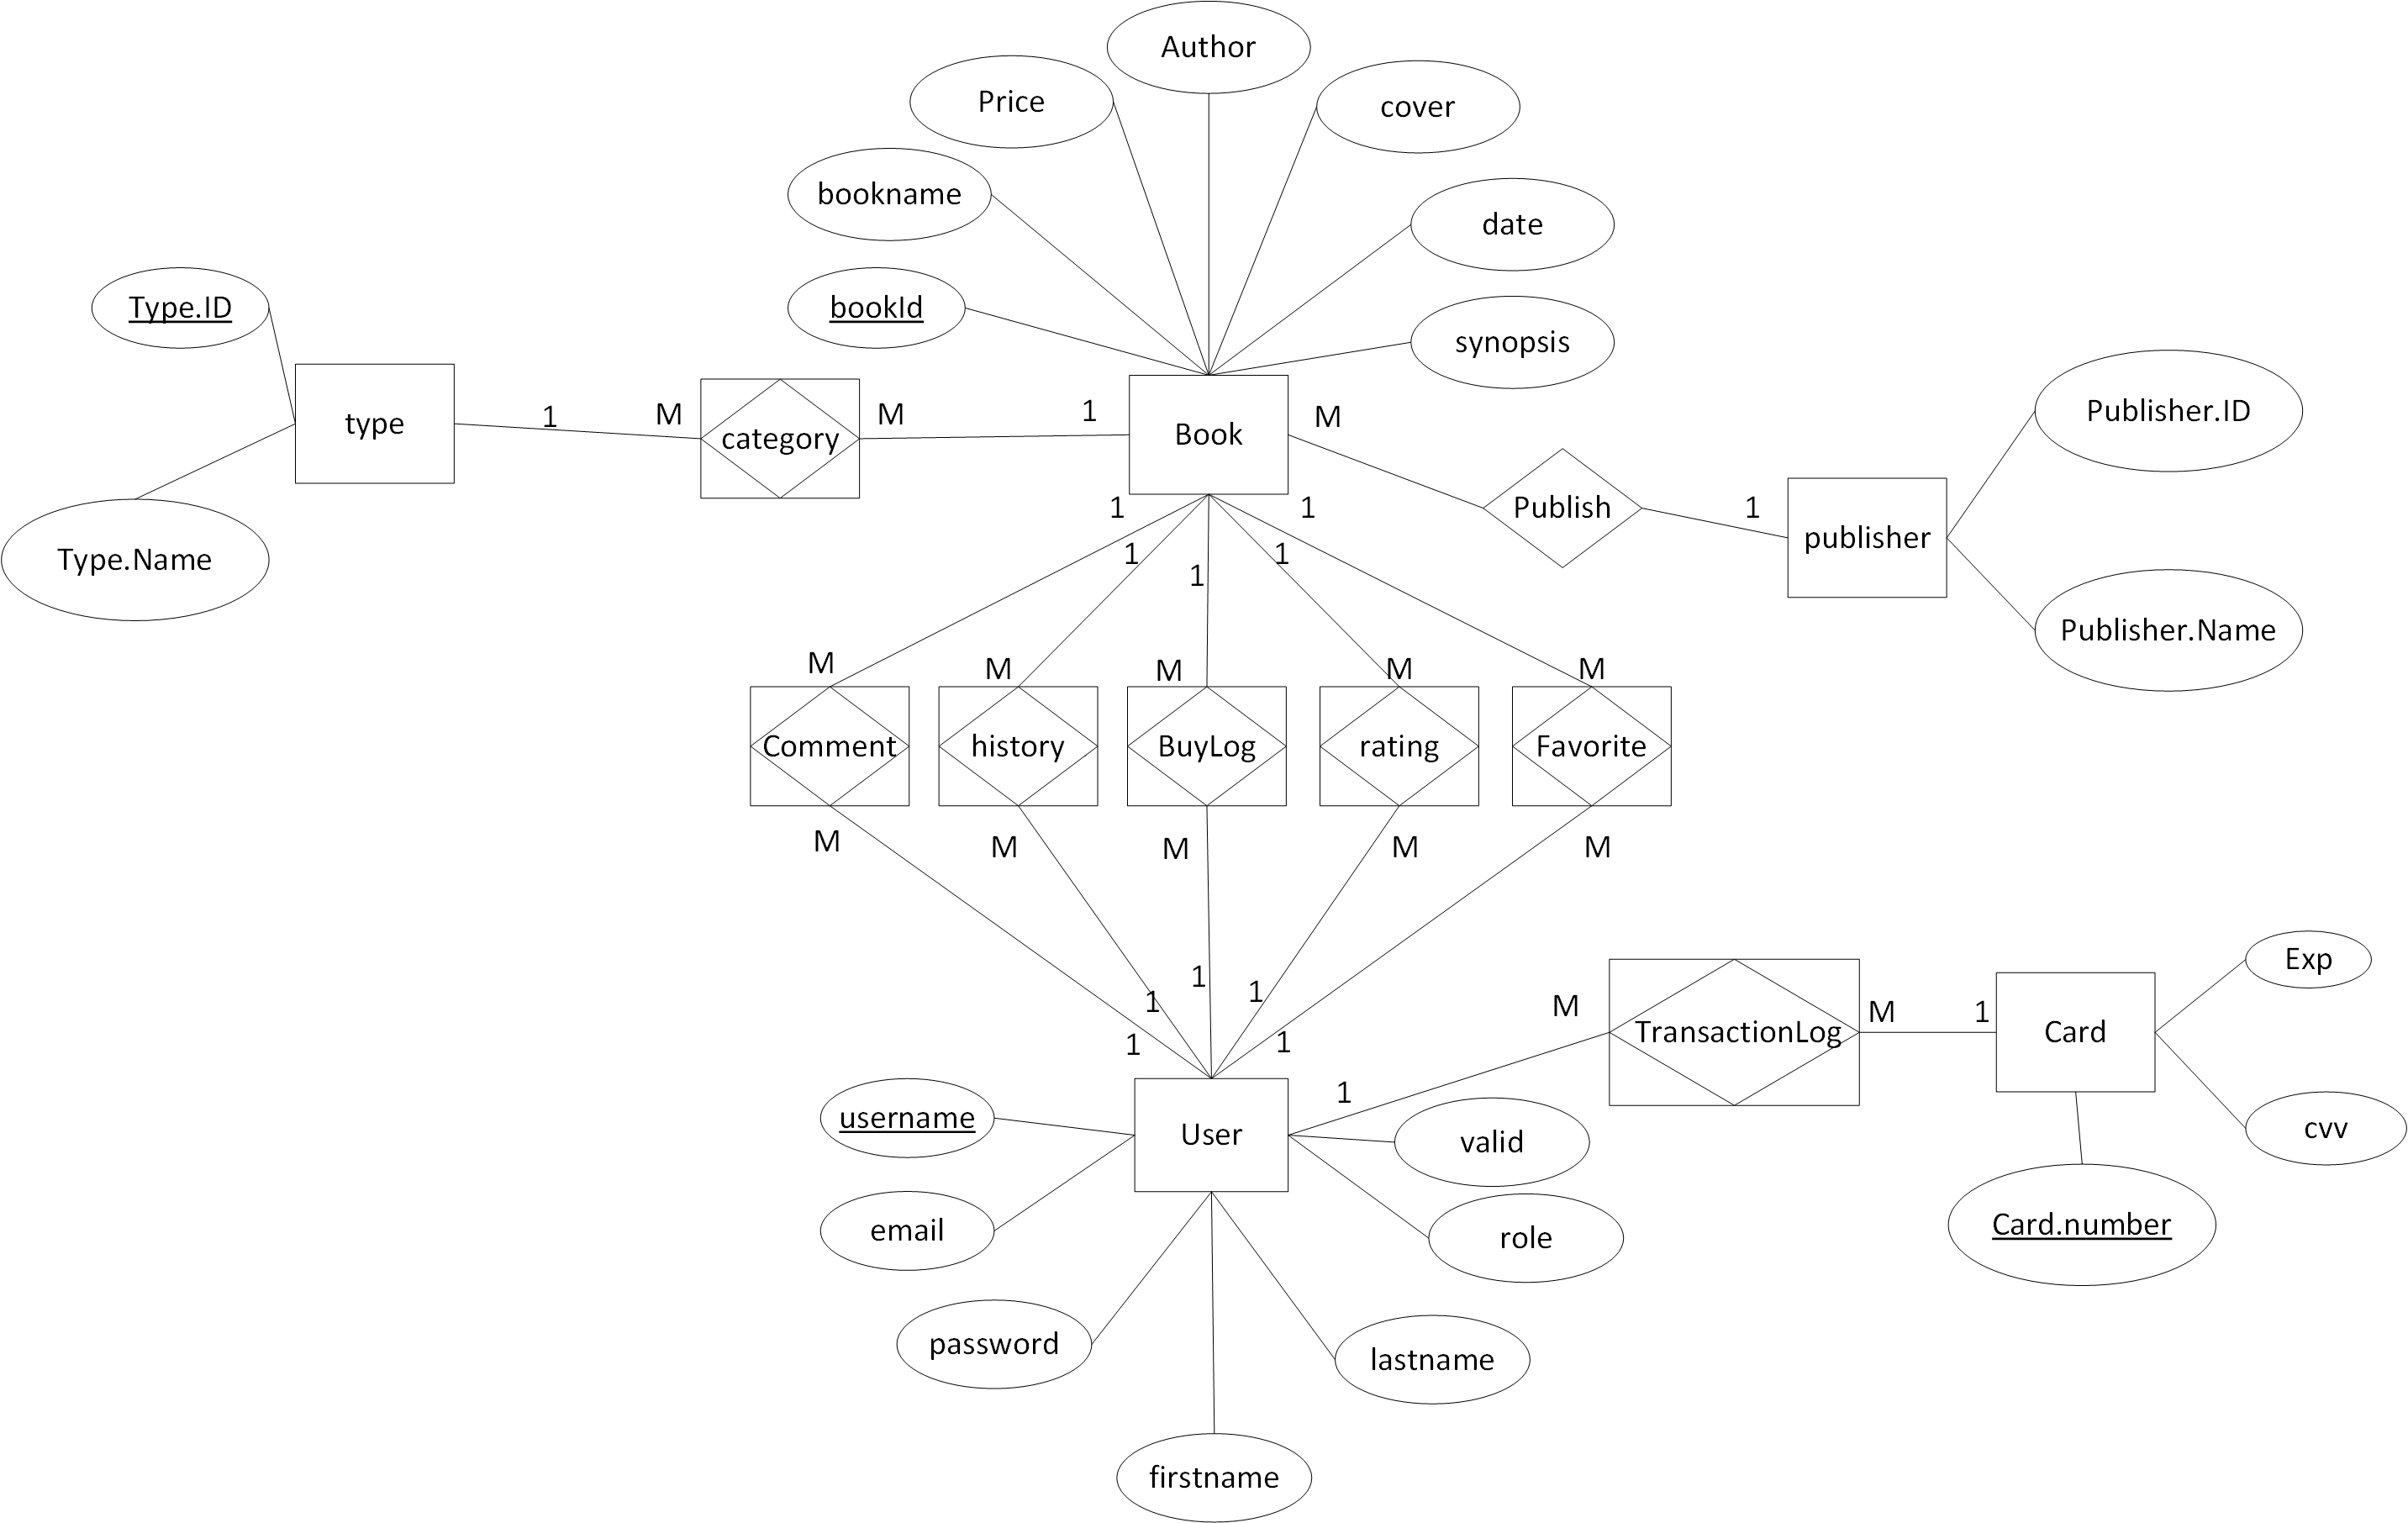 Author
Price
cover
bookname
date
Type.ID
bookId
synopsis
type
1
M
category
M
1
Book
M
Publish
1
publisher
Publisher.ID
Publisher.Name
Type.Name
1
1
1
1
1
M
M
M
M
M
Comment
history
BuyLog
rating
Favorite
M
M
M
M
M
1
1
1
1
1
M
TransactionLog
M
1
Card
Exp
cvv
Card.number
1
username
User
valid
email
role
password
lastname
firstname